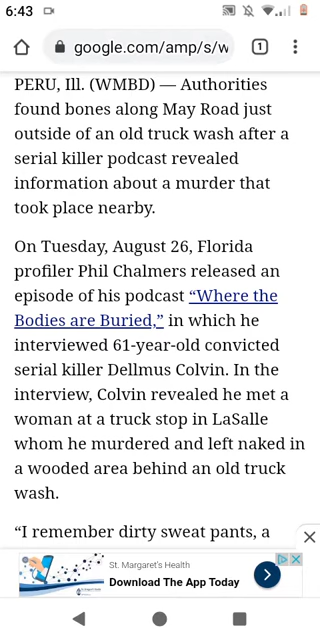 6:43
google.com/amp/s/w
1
PERU, Ill. (WMBD) — Authorities
found bones along May Road just
outside of an old truck wash after a
serial killer podcast revealed
information about a murder that
took place nearby.
On Tuesday, August 26, Florida
profiler Phil Chalmers released an
episode of his podcast “Where the
Bodies are Buried,” in which he
interviewed 61-year-old convicted
serial killer Dellmus Colvin. In the
interview, Colvin revealed he met a
woman at a truck stop in LaSalle
whom he murdered and left naked in
a wooded area behind an old truck
wash.
“I remember dirty sweat pants, a
St. Margaret's Health
Download The App Today